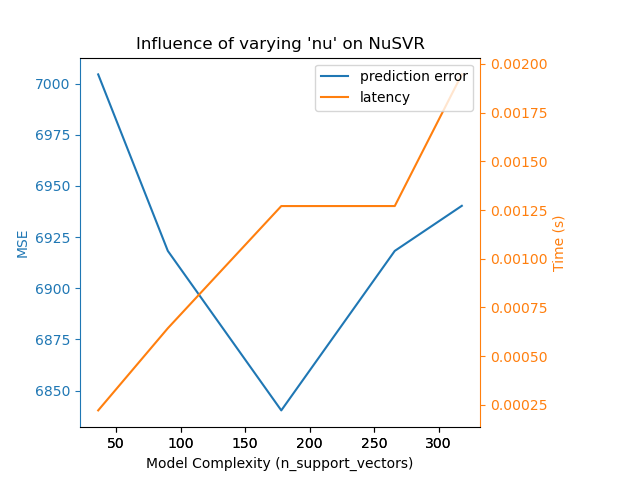 Influence of varying 'nu' on NuSVR
prediction error
latency
7000
6975
6950
6925
6900
6875
6850
MSE
0.00200
0.00175
0.00150
0.00125
0.00100
0.00075
0.00050
0.00025
Time (s)
50 100 150 200 250 300
Model Complexity (n_support_vectors)